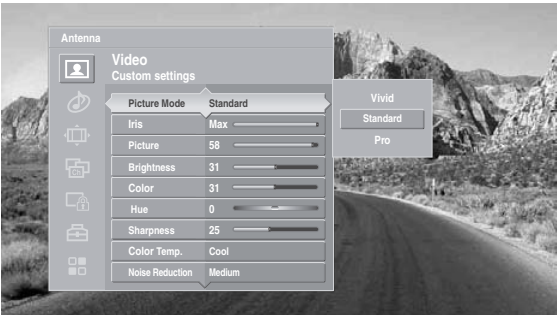 Antenna
Video
Custom settings
Picture Mode Standard
Iris Max
Picture 58
Brightness 31
Color 31
Hue 0
Sharpness 25
Color Temp. Cool
Noise Reduction Medium
Vivid
Standard
Pro
Ch